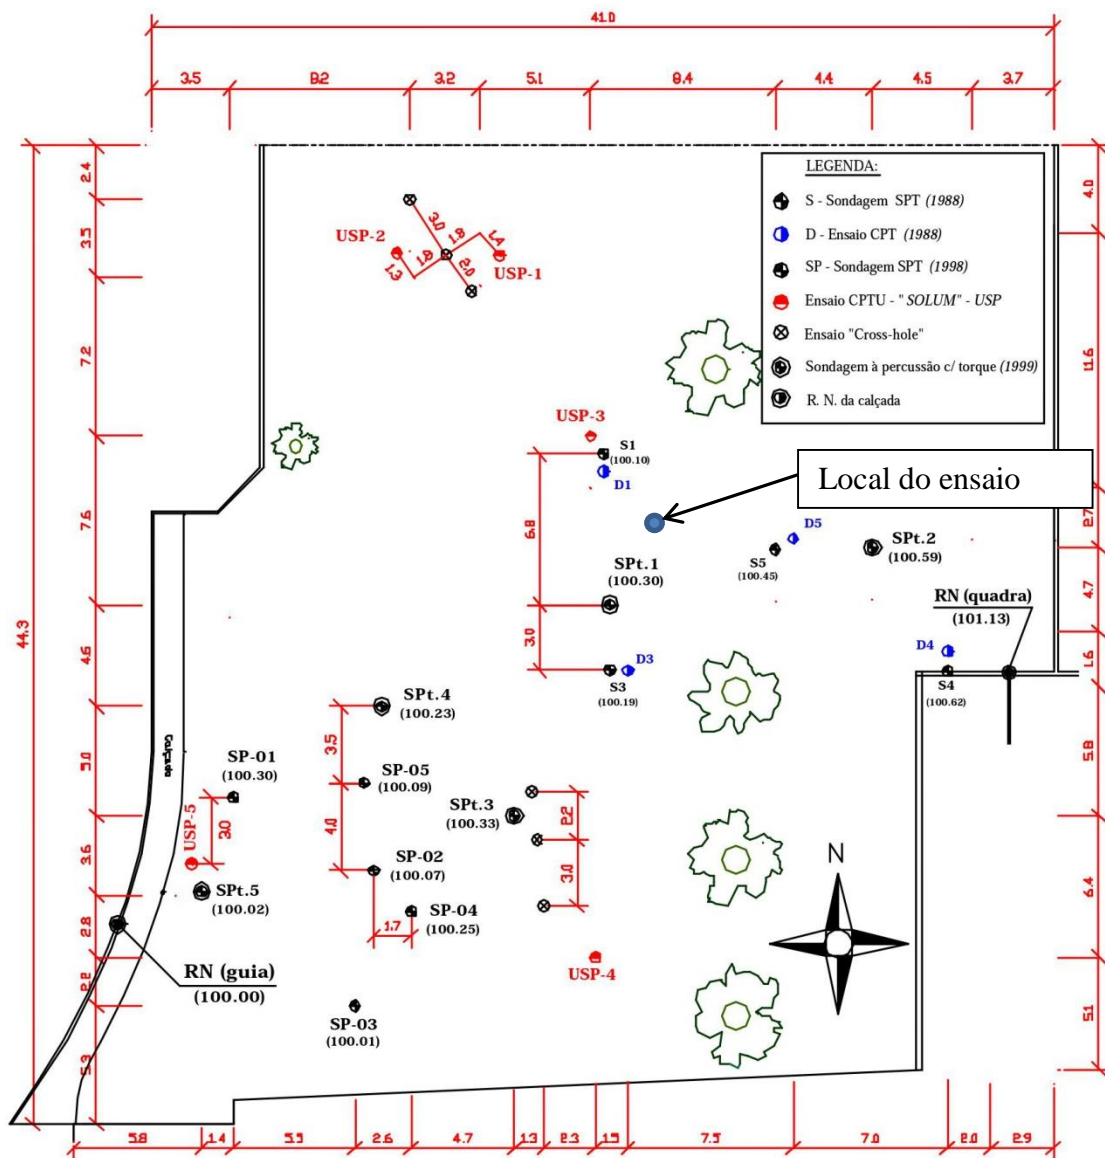 41.0
3.5
8.2
3.2
5.1
8.4
4.4
4.5
3.7
2.4
3.5
7.2
7.6
4.6
5.0
3.6
2.8
2.2
5.3
44.3
4.0
11.6
2.7
4.7
1.6
5.8
6.4
5.1
LEGENDA:
S - Sondagem SPT (1988)
D - Ensaio CPT (1988)
SP - Sondagem SPT (1998)
Ensaio CPTU - " SOLUM" - USP
Ensaio "Cross-hole"
Sondagem à percussão c/ torque (1999)
R. N. da calçada
USP-2
3.0
1.8
1.4
1.3
2.0
USP-1
USP-3
S1
(100.10)
D1
Local do ensaio
6.8
D5
S5
(100.45)
SPt.2
(100.59)
SPt.1
(100.30)
RN (quadra)
(101.13)
3.0
D3
S3
(100.19)
D4
S4
(100.62)
SPt.4
(100.23)
3.5
Calçada
SP-01
(100.30)
SP-05
(100.09)
SPt.3
(100.33)
2.2
USP-5
3.0
4.0
3.0
SP-02
(100.07)
SPt.5
(100.02)
SP-04
(100.25)
1.7
N
RN (guia)
(100.00)
USP-4
SP-03
(100.01)
5.8
1.4
5.5
2.6
4.7
1.3
2.3
1.5
7.5
7.0
2.0
2.9